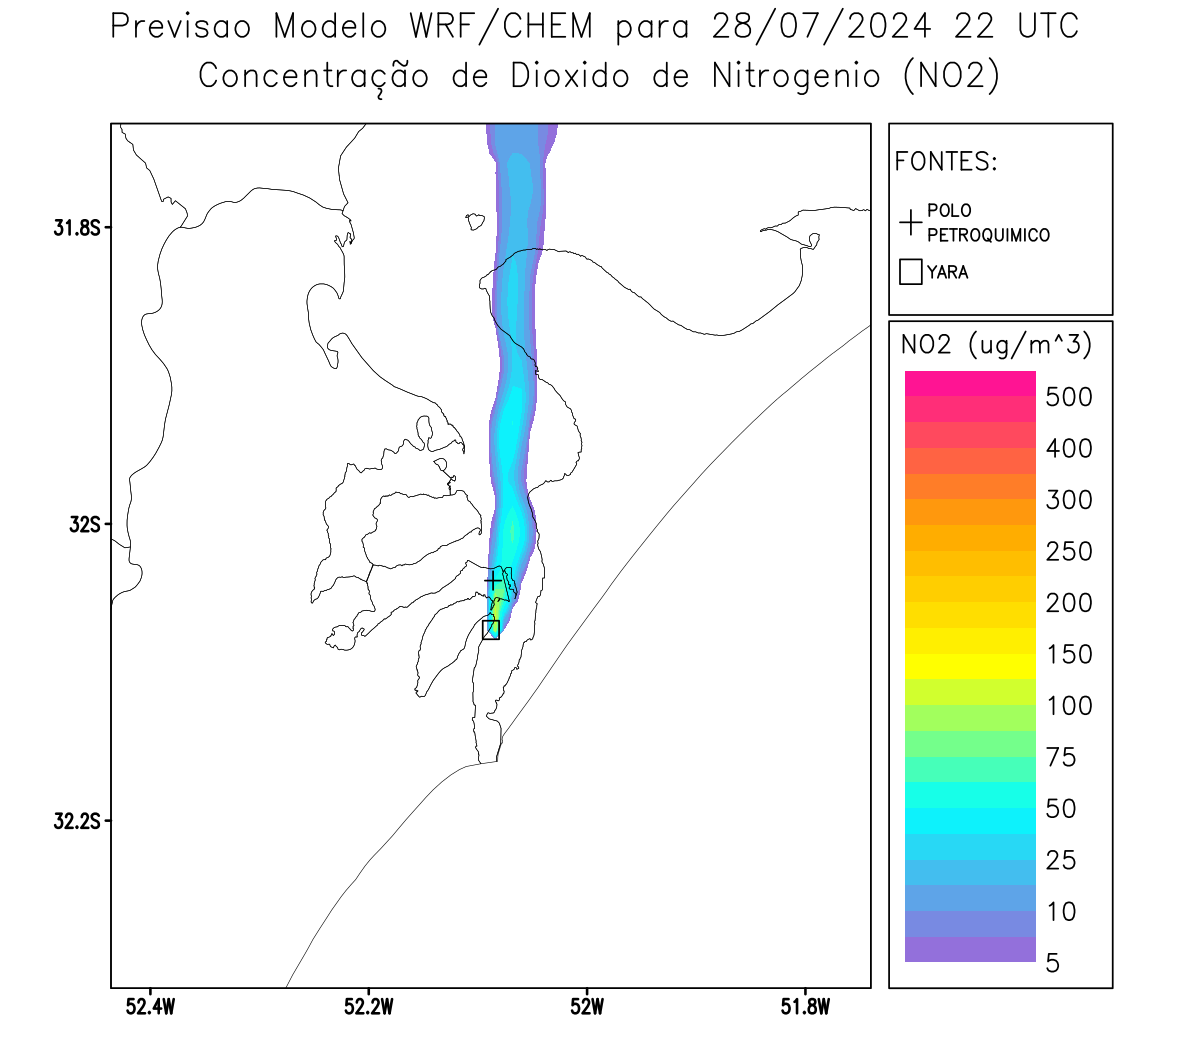 Previsao Modelo WRF/CHEM para 28/07/2024 22 UTC
Concentração de Dioxido de Nitrogenio (NO2)
FONTES:
POLO
PETROQUIMICO
YARA
NO2 (ug/m^3)
500
400
300
250
200
150
100
75
50
25
10
5
31.8S
32S
32.2S
52.4W
52.2W
52W
51.8W